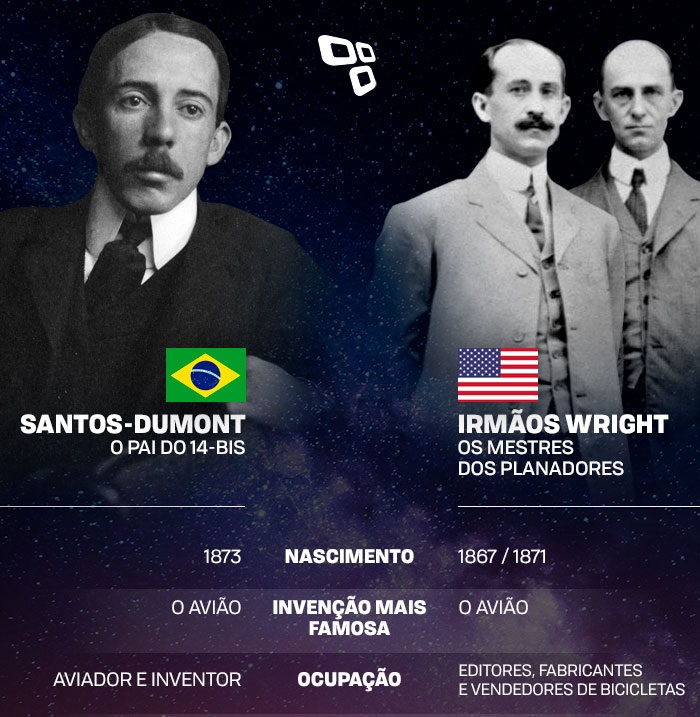 SANTOS-DUMONT
O PAI DO 14-BIS
IRMÃOS WRIGHT
OS MESTRES
DOS PLANADORES
1873 NASCIMENTO 1867 / 1871
O AVIÃO INVENÇÃO MAIS FAMOSA O AVIÃO
AVIADOR E INVENTOR OCUPAÇÃO EDITORES, FABRICANTES
E VENDEDORES DE BICICLETAS